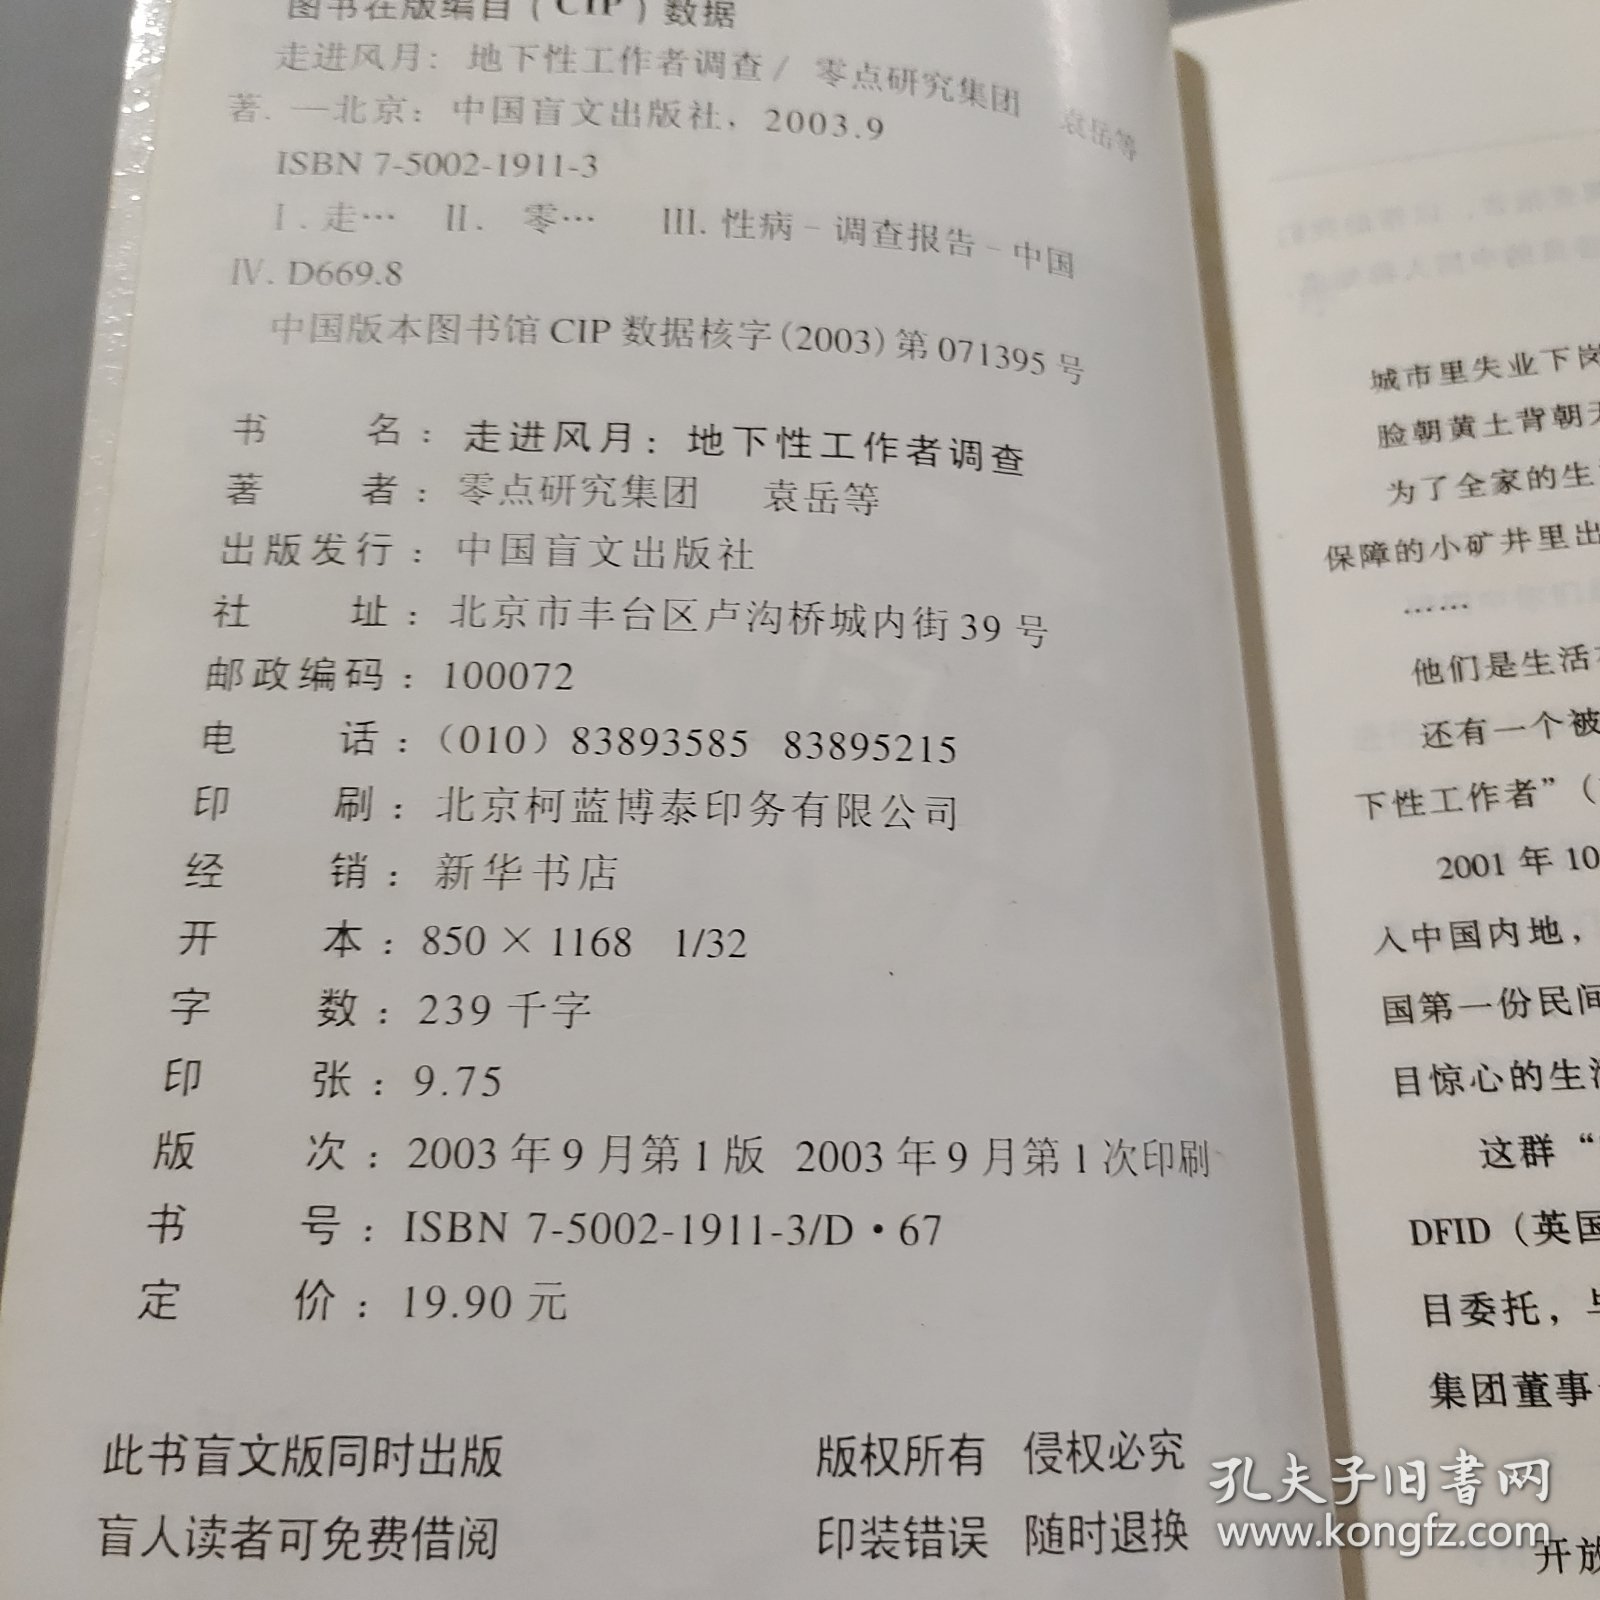 图书在版编目(CIP)数据
走进风月：地下性工作者调查/ 零点研究集团 袁岳等
著. —北京：中国盲文出版社，2003.9
ISBN 7-5002-1911-3
Ⅰ.走… Ⅱ. 零… Ⅲ. 性病–调查报告–中国
Ⅳ. D669.8
中国版本图书馆CIP数据核字(2003)第071395号
书 名：走进风月：地下性工作者调查
著 者：零点研究集团 袁岳等
出版发行：中国盲文出版社
社 址：北京市丰台区卢沟桥城内街39号
邮政编码：100072
电 话：(010) 83893585 83895215
印 刷：北京柯蓝博泰印务有限公司
经 销：新华书店
开 本：850×1168 1/32
字 数：239千字
印 张：9.75
版 次：2003年9月第1版 2003年9月第1次印刷
书 号：ISBN 7-5002-1911-3/D·67
定 价：19.90元
此书盲文版同时出版 版权所有 侵权必究
盲人读者可免费借阅 印装错误 随时退换
城市里失业下岗
脸朝黄土背朝天
为了全家的生
保障的小矿井里出
……
他们是生活
还有一个被
下性工作者”（
2001年10
入中国内地，
国第一份民间
目惊心的生活
这群“
DFID（英国
目委托，与
集团董事
开放
孔夫子旧书网
www.kongfz.com